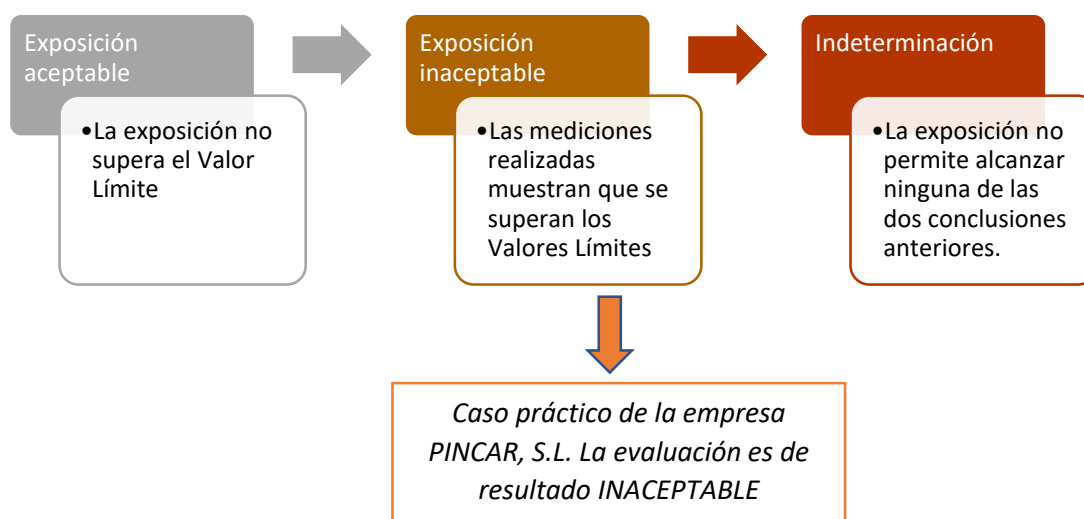 Exposición
aceptable
•La exposición no
supera el Valor
Límite
Exposición
inaceptable
•Las mediciones
realizadas
muestran que se
superan los
Valores Límites
Indeterminación
•La exposición no
permite alcanzar
ninguna de las
dos conclusiones
anteriores.
Caso práctico de la empresa
PINCAR, S.L. La evaluación es de
resultado INACEPTABLE